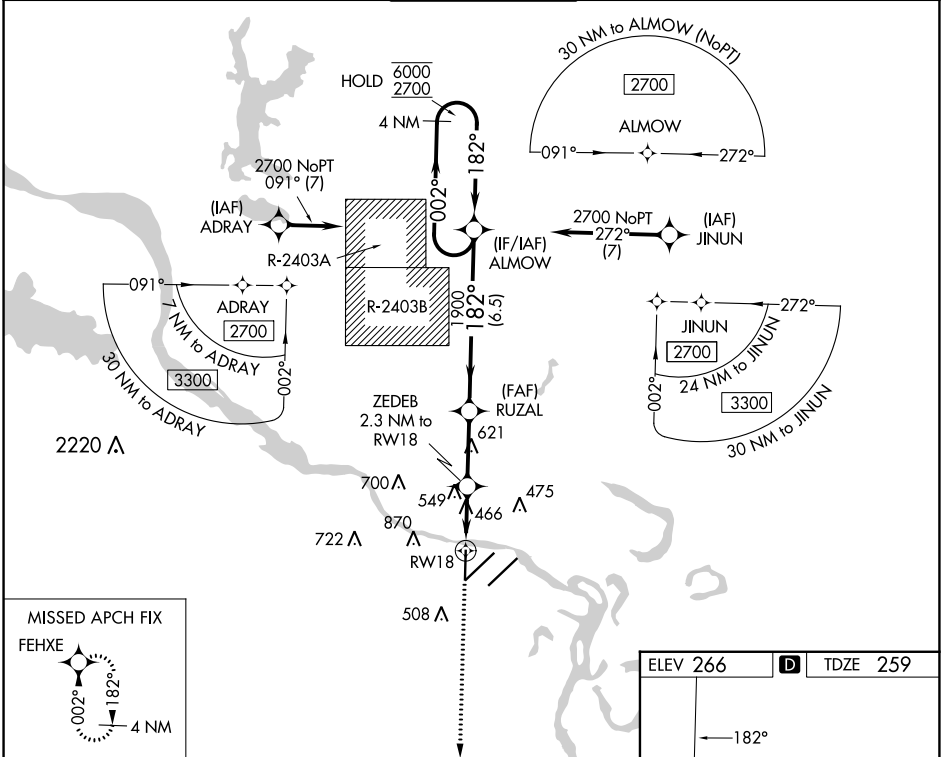 30 NM to ALMOW (NoPT)
2700
ALMOW
091°
272°
HOLD
6000
2700
4 NM
182°
002°
2700 NoPT
091° (7)
(IAF)
ADRAY
R-2403A
R-2403B
(IF/IAF)
ALMOW
2700 NoPT
272°
(7)
(IAF)
JINUN
1900
182°
(6.5)
091°
ADRAY
2700
7 NM to ADRAY
3300
30 NM to ADRAY
002°
272°
JINUN
2700
24 NM to JINUN
3300
30 NM to JINUN
002°
(FAF)
RUZAL
ZEDEB
2.3 NM to
RW18
621
2220
700
549
466
475
870
722
RW18
508
MISSED APCH FIX
FEHXE
002°
182°
4 NM
ELEV 266 D TDZE 259
182°